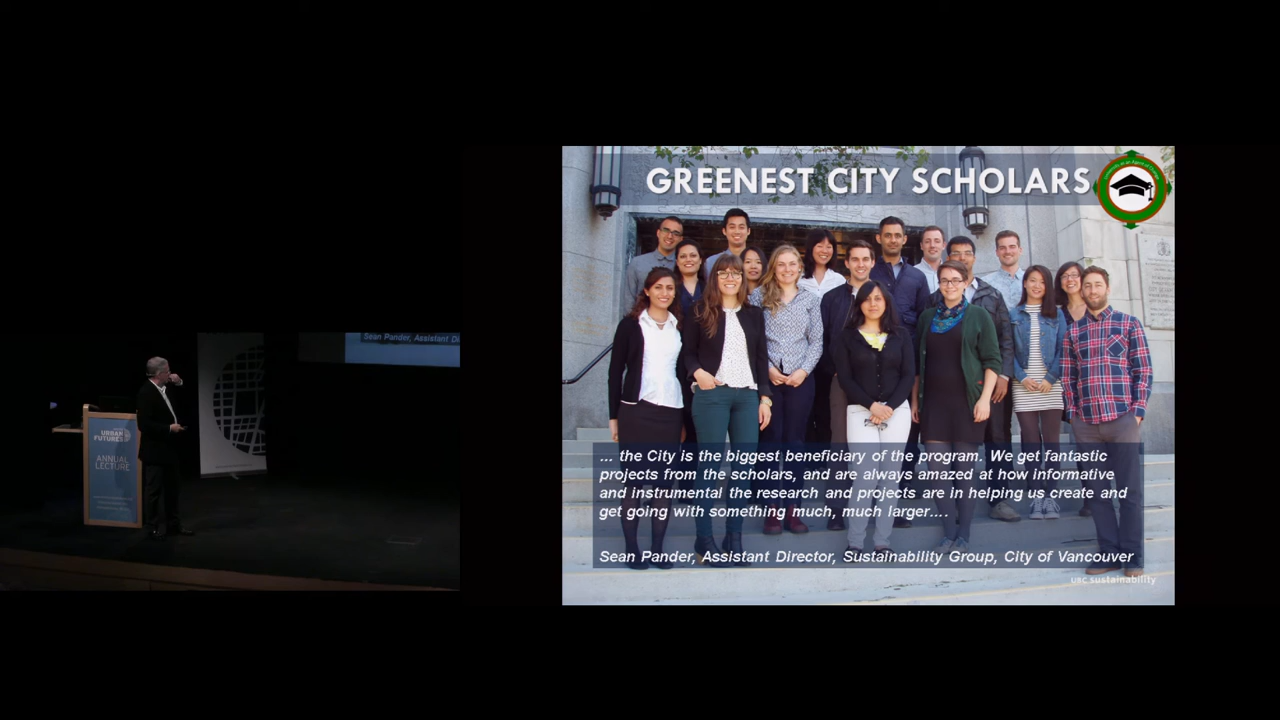 GREENEST CITY SCHOLARS
... the City is the biggest beneficiary of the program. We get fantastic
projects from the scholars, and are always amazed at how informative
and instrumental the research and projects are in helping us create and
get going with something much, much larger....
Sean Pander, Assistant Director, Sustainability Group, City of Vancouver
UBC sustainability
Sean Pander, Assistant Di
URBAN
FUTURES
ANNUAL
LECTURE